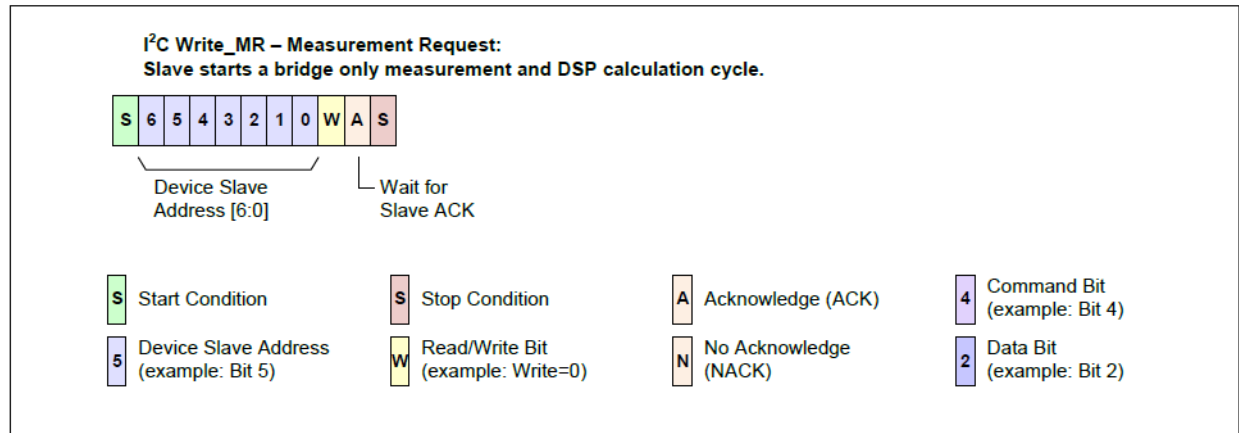 I²C Write_MR – Measurement Request:
Slave starts a bridge only measurement and DSP calculation cycle.
S 6 5 4 3 2 1 0 W A S
Device Slave
Address [6:0]
Wait for
Slave ACK
S Start Condition
S Stop Condition
A Acknowledge (ACK)
4 Command Bit
(example: Bit 4)
5 Device Slave Address
(example: Bit 5)
W Read/Write Bit
(example: Write=0)
N No Acknowledge
(NACK)
2 Data Bit
(example: Bit 2)